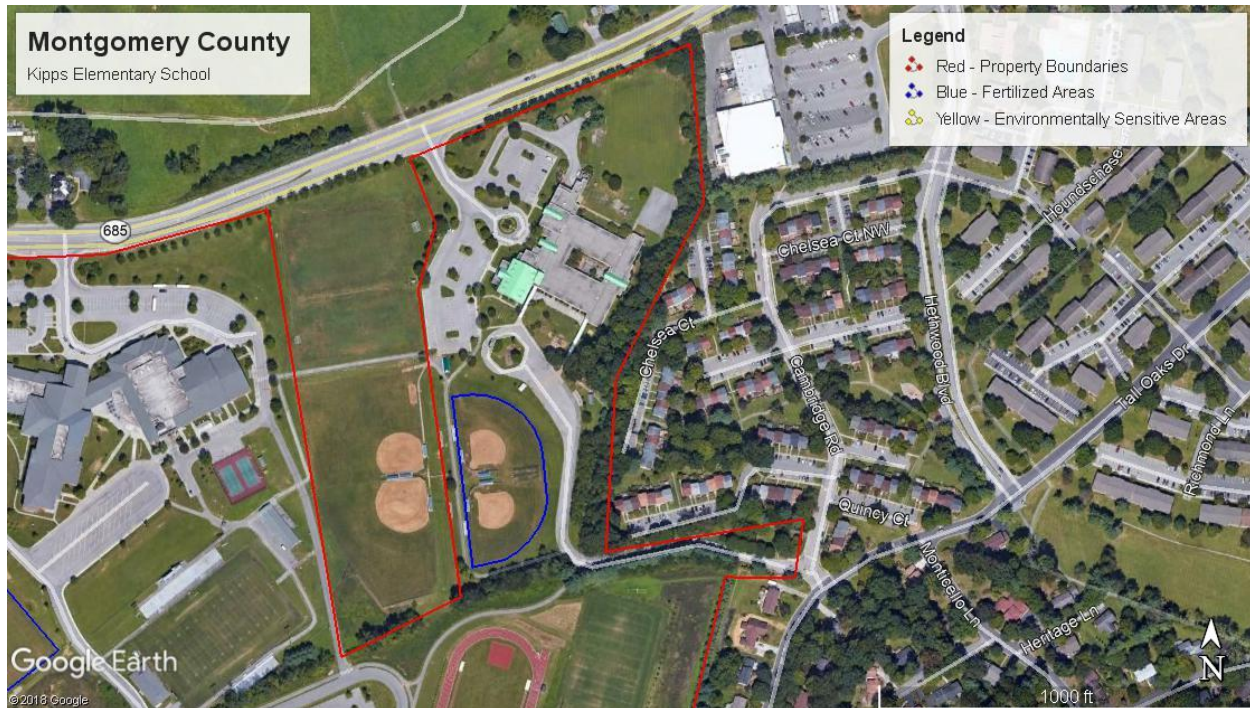 Montgomery County
Kipps Elementary School
Legend
Red - Property Boundaries
Blue - Fertilized Areas
Yellow - Environmentally Sensitive Areas
685
Houndschase
Chelsea Ct NW
Chelsea Ct
Hethwood Blvd
Cambridge Rd
Tall Oaks Dr
Richmond Ln
Quincy Ct
Monticello Ln
Heritage Ln
Google Earth
© 2018 Google
N
1000 ft